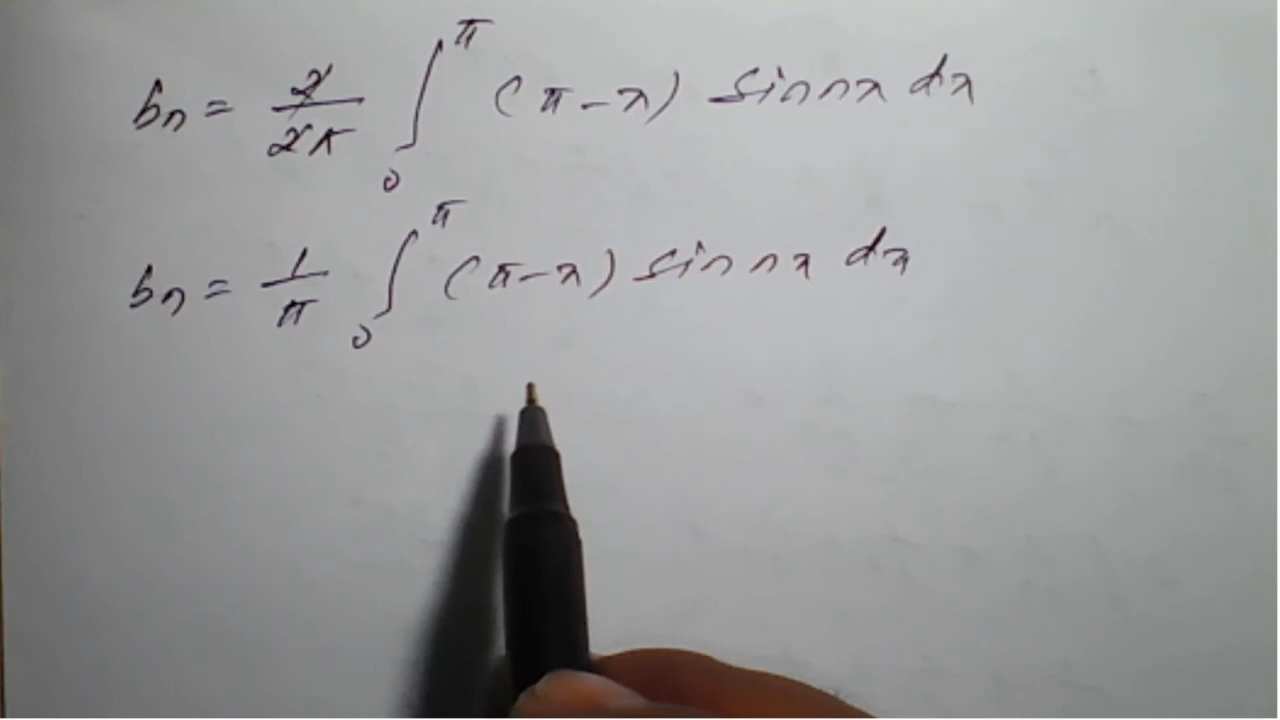 bn = 2/2π ∫₀^π (π-x) sin nx dx
bn = 1/π ∫₀^π (π-x) sin nx dx